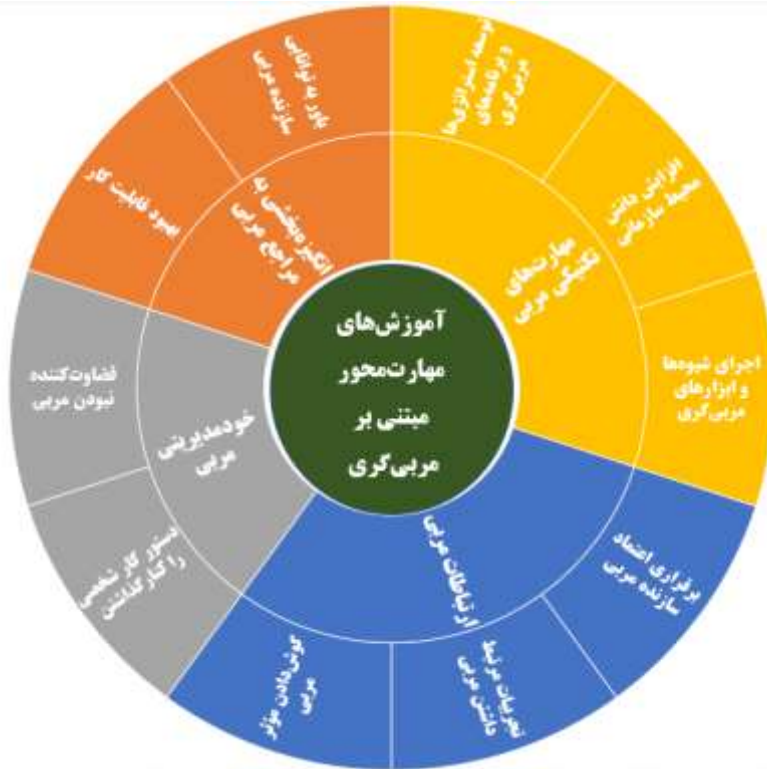 آموزش‌های
مهارت‌محور
مبتنی بر
مربی‌گری
مهارت‌های
تکنیکی مربی
توسعه استراتژی‌ها
و برنامه‌های
مربی‌گری
افزایش دانش
محیط سازمانی
اجرای شیوه‌ها
و ابزارهای
مربی‌گری
ارتباطات مربی
برقراری اعتماد
سازنده مربی
تجربیات مرتبط
داشتن مربی
گوش‌دادن مؤثر
مربی
خودمدیریتی
مربی
دستور کار شخصی
را کنار گذاشتن
قضاوت‌کننده
نبودن مربی
انگیزه‌بخشی به
مراجع مربی
بهبود قابلیت کار
باور به توانایی
سازنده مربی